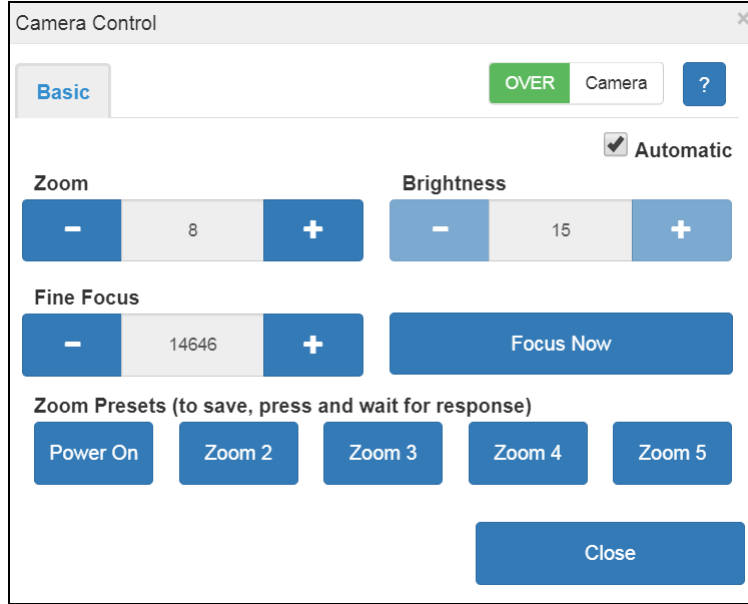 Camera Control ×
Basic OVER Camera ?
Automatic
Zoom Brightness
− 8 + − 15 +
Fine Focus
− 14646 + Focus Now
Zoom Presets (to save, press and wait for response)
Power On Zoom 2 Zoom 3 Zoom 4 Zoom 5
Close